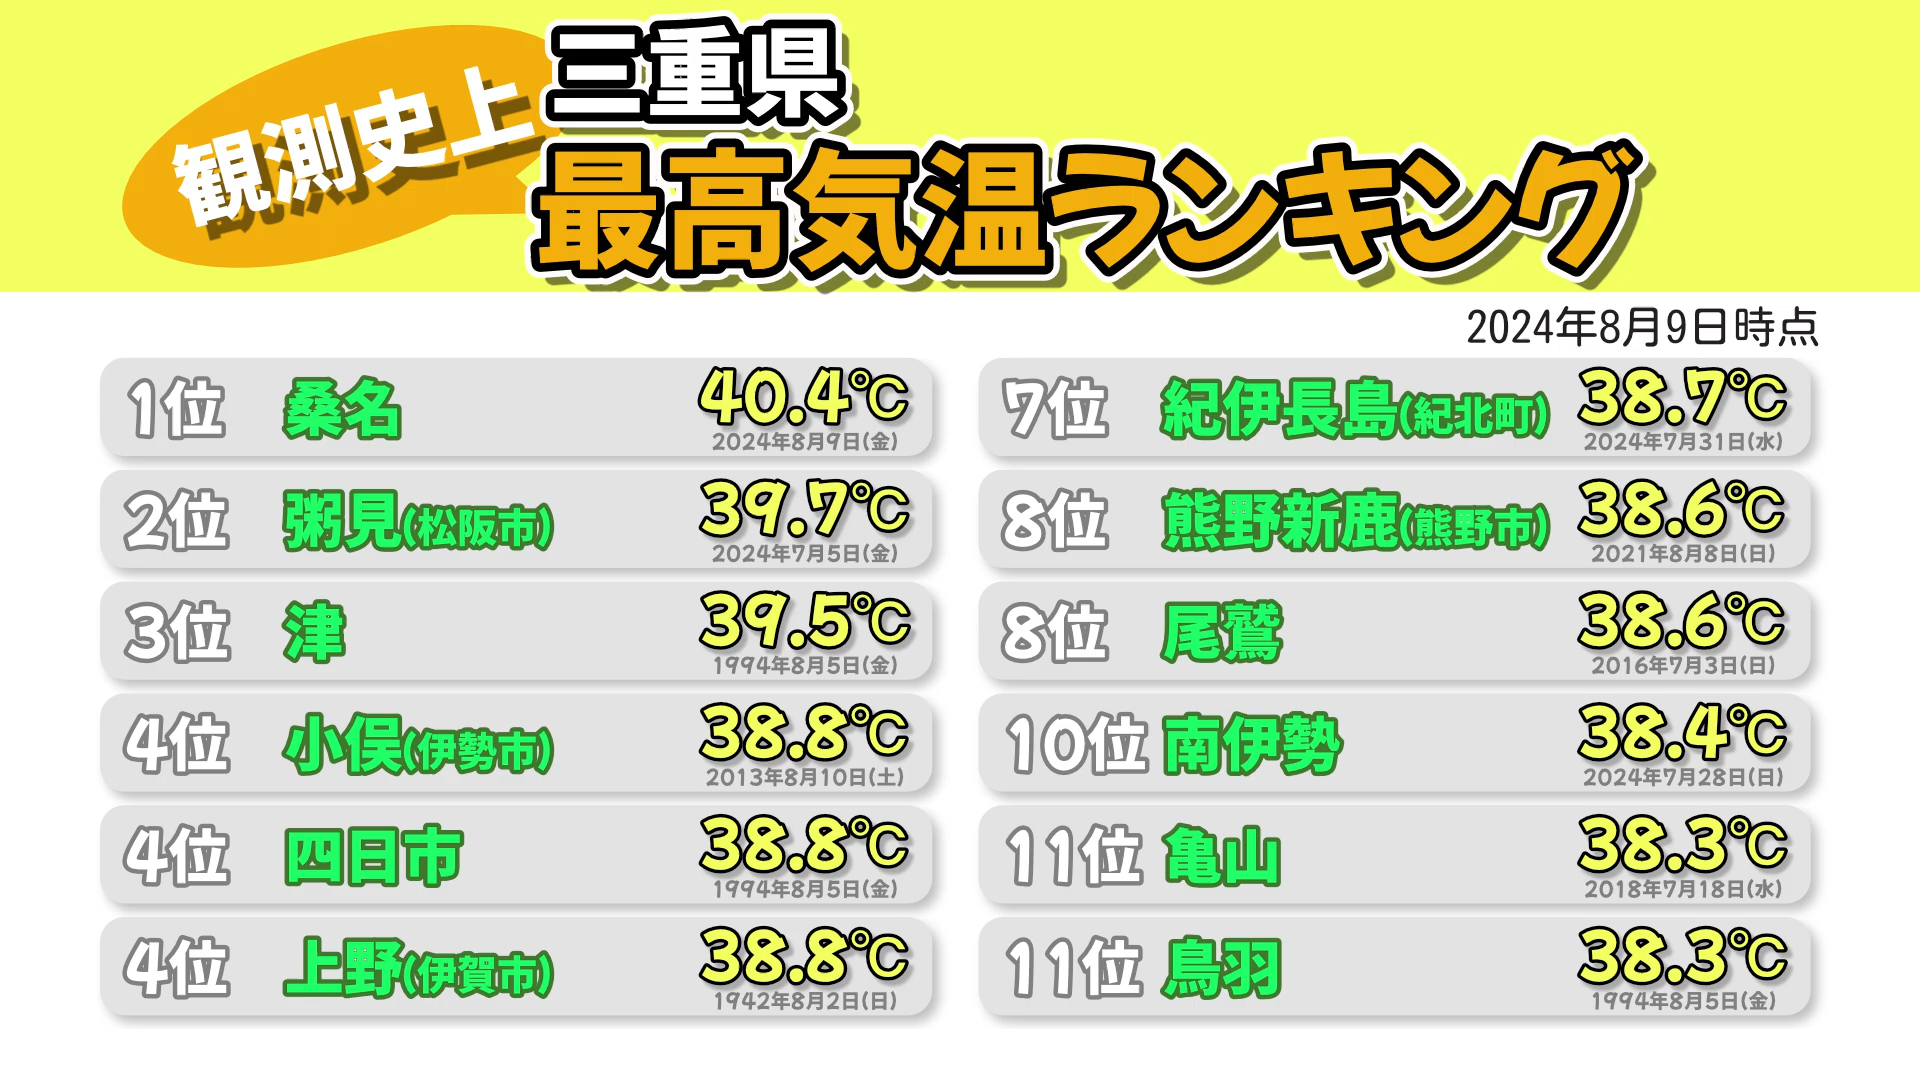 観測史上
三重県
最高気温ランキング
2024年8月9日時点
1位 桑名 40.4℃
2024年8月9日(金)
2位 粥見(松阪市) 39.7℃
2024年7月5日(金)
3位 津 39.5℃
1994年8月5日(金)
4位 小俣(伊勢市) 38.8℃
2013年8月10日(土)
4位 四日市 38.8℃
1994年8月5日(金)
4位 上野(伊賀市) 38.8℃
1942年8月2日(日)
7位 紀伊長島(紀北町) 38.7℃
2024年7月31日(水)
8位 熊野新鹿(熊野市) 38.6℃
2021年8月8日(日)
8位 尾鷲 38.6℃
2016年7月3日(日)
10位 南伊勢 38.4℃
2024年7月28日(日)
11位 亀山 38.3℃
2018年7月18日(水)
11位 鳥羽 38.3℃
1994年8月5日(金)